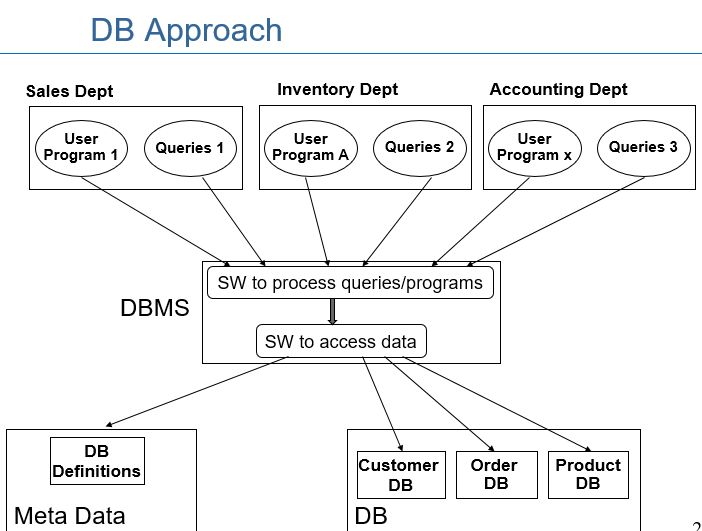 DB Approach
Sales Dept
Inventory Dept
Accounting Dept
User
Program 1
Queries 1
User
Program A
Queries 2
User
Program x
Queries 3
SW to process queries/programs
DBMS
SW to access data
DB
Definitions
Meta Data
Customer
DB
Order
DB
Product
DB
DB
2